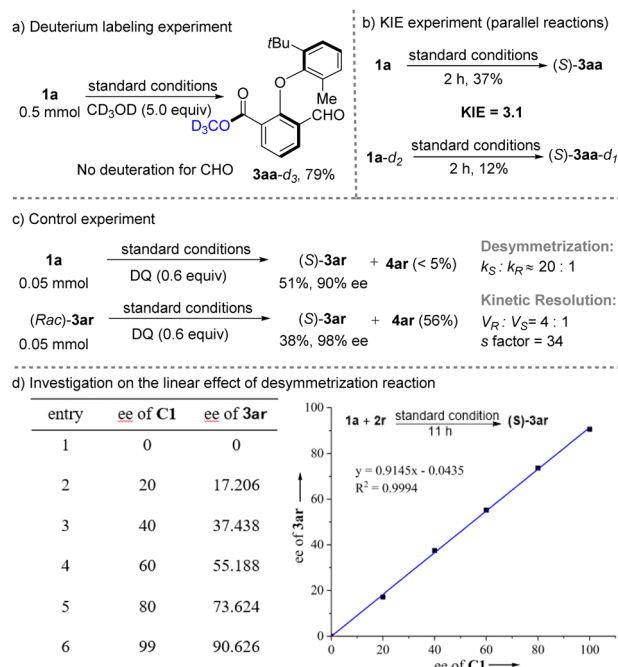 a) Deuterium labeling experiment
1a
0.5 mmol
standard conditions
CD3OD (5.0 equiv)
tBu
Me
O
O
D3CO
CHO
No deuteration for CHO
3aa-d3, 79%
b) KIE experiment (parallel reactions)
1a standard conditions (S)-3aa
2 h, 37%
KIE = 3.1
1a-d2 standard conditions (S)-3aa-d1
2 h, 12%
c) Control experiment
1a
0.05 mmol
standard conditions
DQ (0.6 equiv)
(S)-3ar + 4ar (< 5%)
51%, 90% ee
Desymmetrization:
kS : kR ≈ 20 : 1
(Rac)-3ar
0.05 mmol
standard conditions
DQ (0.6 equiv)
(S)-3ar + 4ar (56%)
38%, 98% ee
Kinetic Resolution:
VR : VS = 4 : 1
s factor = 34
d) Investigation on the linear effect of desymmetrization reaction
entry ee of C1 ee of 3ar
1 0 0
2 20 17.206
3 40 37.438
4 60 55.188
5 80 73.624
6 99 90.626
1a + 2r standard condition (S)-3ar
11 h
y = 0.9145x - 0.0435
R² = 0.9994
ee of 3ar
100
80
60
40
20
0
0 20 40 60 80 100
ee of C1